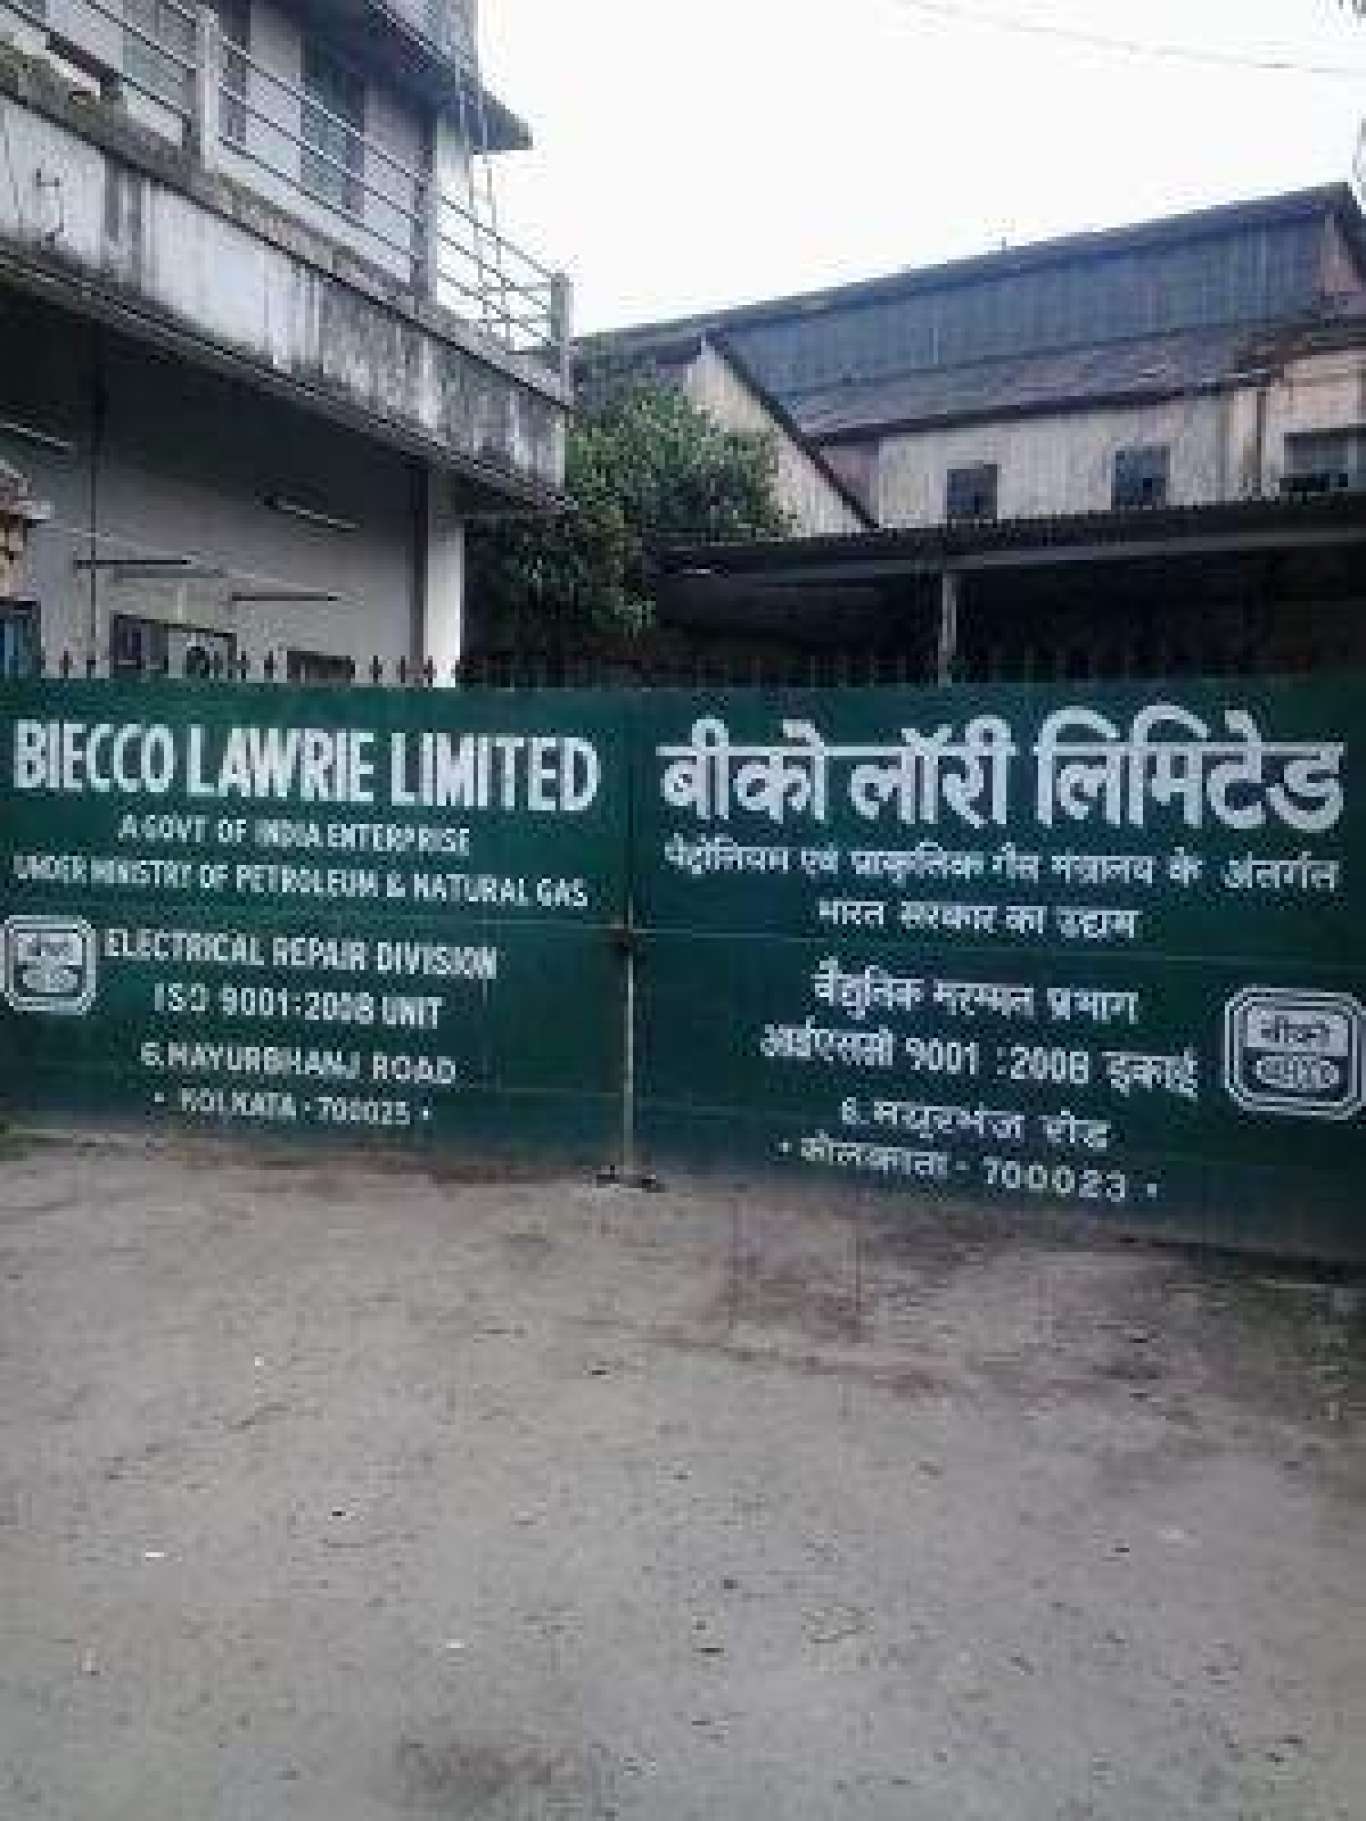 BIECCO LAWRIE LIMITED
A GOVT OF INDIA ENTERPRISE
UNDER MINISTRY OF PETROLEUM & NATURAL GAS
ELECTRICAL REPAIR DIVISION
ISO 9001:2008 UNIT
6, MAYURBHANJ ROAD
• KOLKATA - 700023 •
बीको लॉरी लिमिटेड
पेट्रोलियम एवं प्राकृतिक गैस मंत्रालय के अंतर्गत
भारत सरकार का उद्यम
वैद्युतिक मरम्मत प्रभाग
आईएसओ 9001 :2008 इकाई
6, मयूरभंज रोड
• कोलकाता - 700023 •
बीको